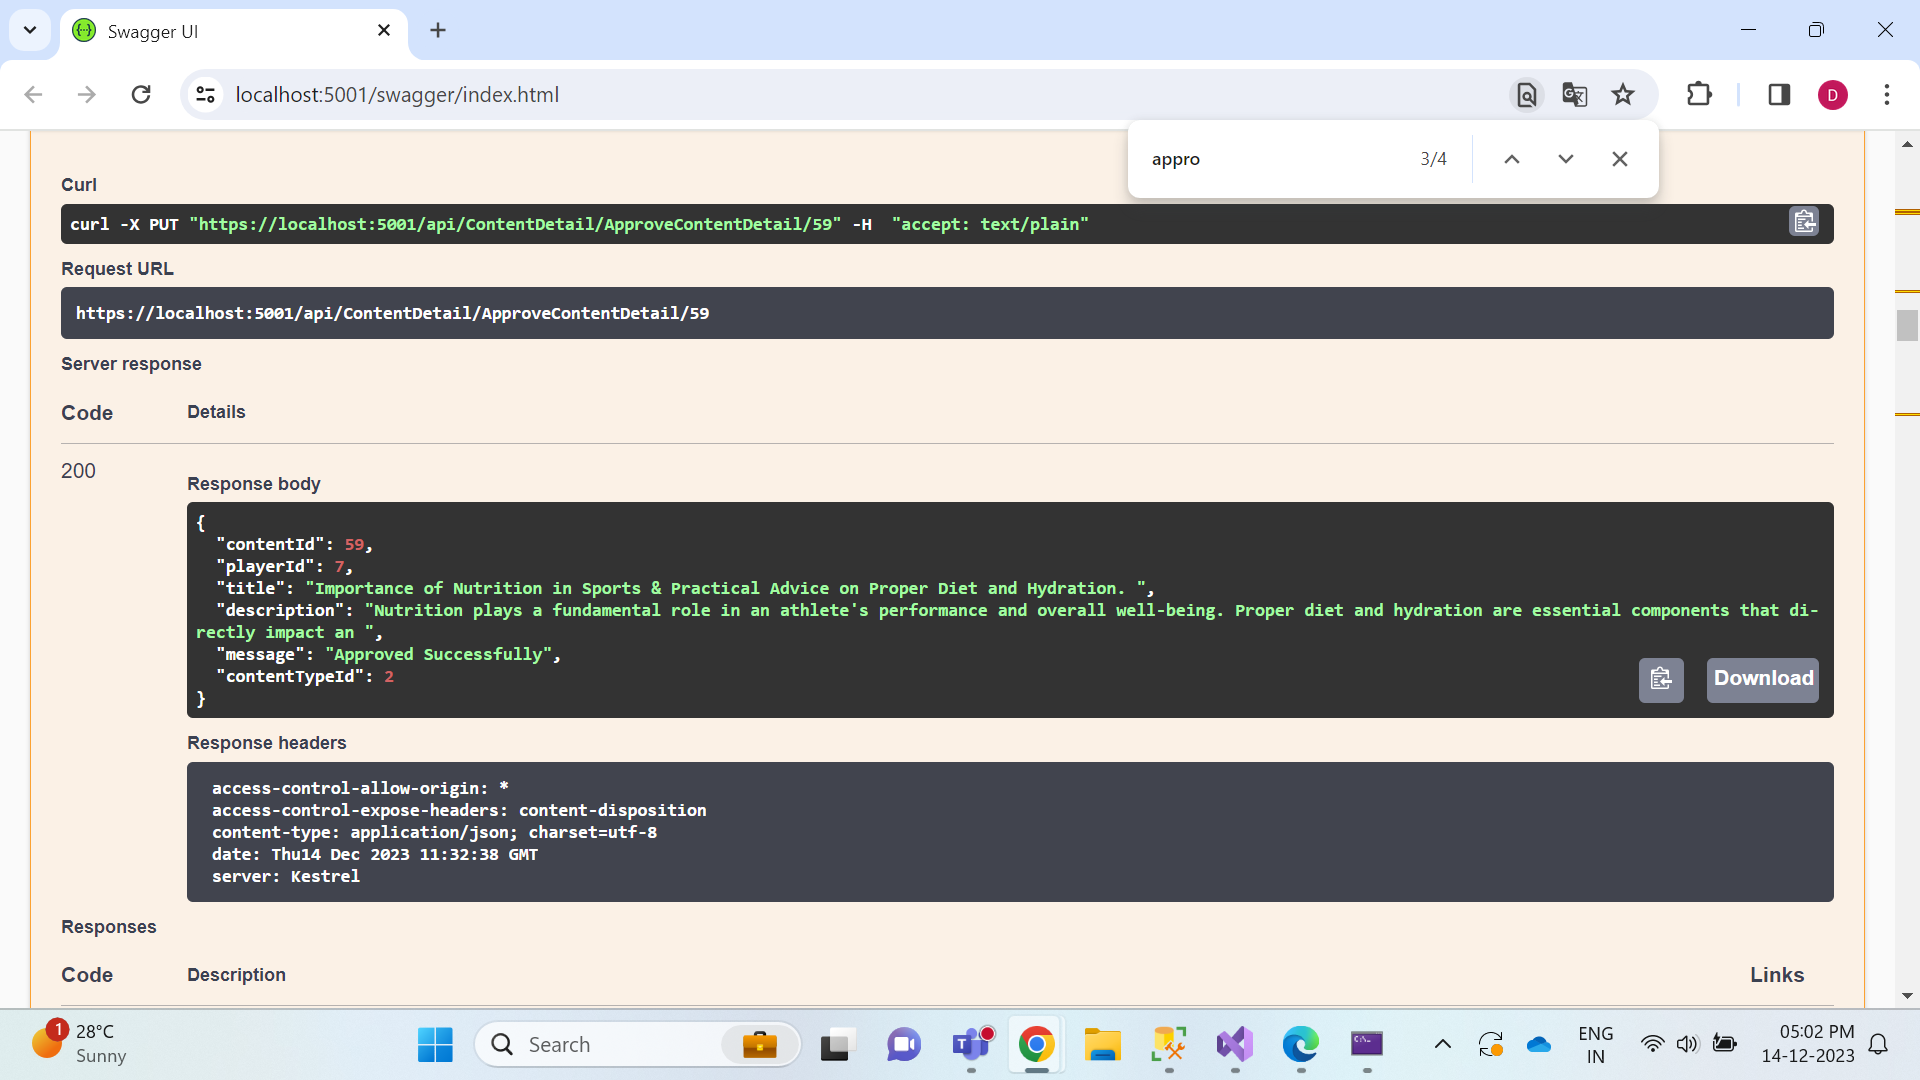 Swagger UI
localhost:5001/swagger/index.html
D
appro 3/4
Curl
curl -X PUT "https://localhost:5001/api/ContentDetail/ApproveContentDetail/59" -H  "accept: text/plain"
Request URL
https://localhost:5001/api/ContentDetail/ApproveContentDetail/59
Server response
Code Details
200
Response body
{
"contentId": 59,
"playerId": 7,
"title": "Importance of Nutrition in Sports & Practical Advice on Proper Diet and Hydration. ",
"description": "Nutrition plays a fundamental role in an athlete's performance and overall well-being. Proper diet and hydration are essential components that di-
rectly impact an ",
"message": "Approved Successfully",
"contentTypeId": 2
}
Download
Response headers
access-control-allow-origin: *
access-control-expose-headers: content-disposition
content-type: application/json; charset=utf-8
date: Thu14 Dec 2023 11:32:38 GMT
server: Kestrel
Responses
Code Description Links
1
28°C
Sunny
Search
ENG
IN
05:02 PM
14-12-2023